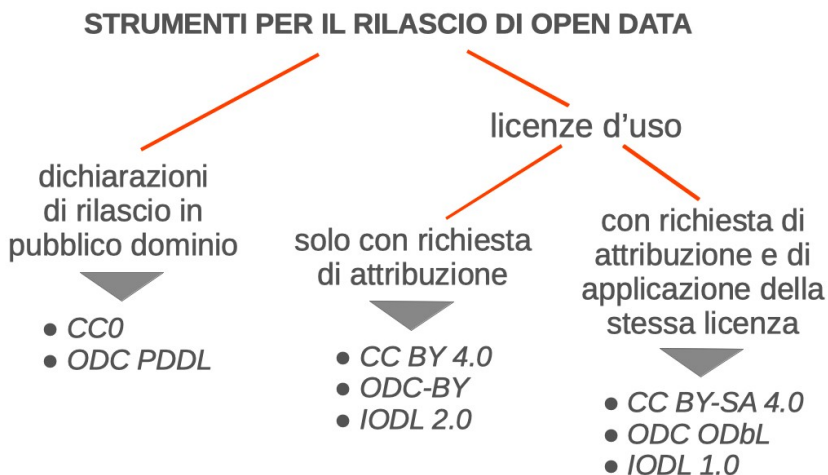 STRUMENTI PER IL RILASCIO DI OPEN DATA
licenze d'uso
dichiarazioni
di rilascio in
pubblico dominio
● CC0
● ODC PDDL
solo con richiesta
di attribuzione
● CC BY 4.0
● ODC-BY
● IODL 2.0
con richiesta di
attribuzione e di
applicazione della
stessa licenza
● CC BY-SA 4.0
● ODC ODbL
● IODL 1.0